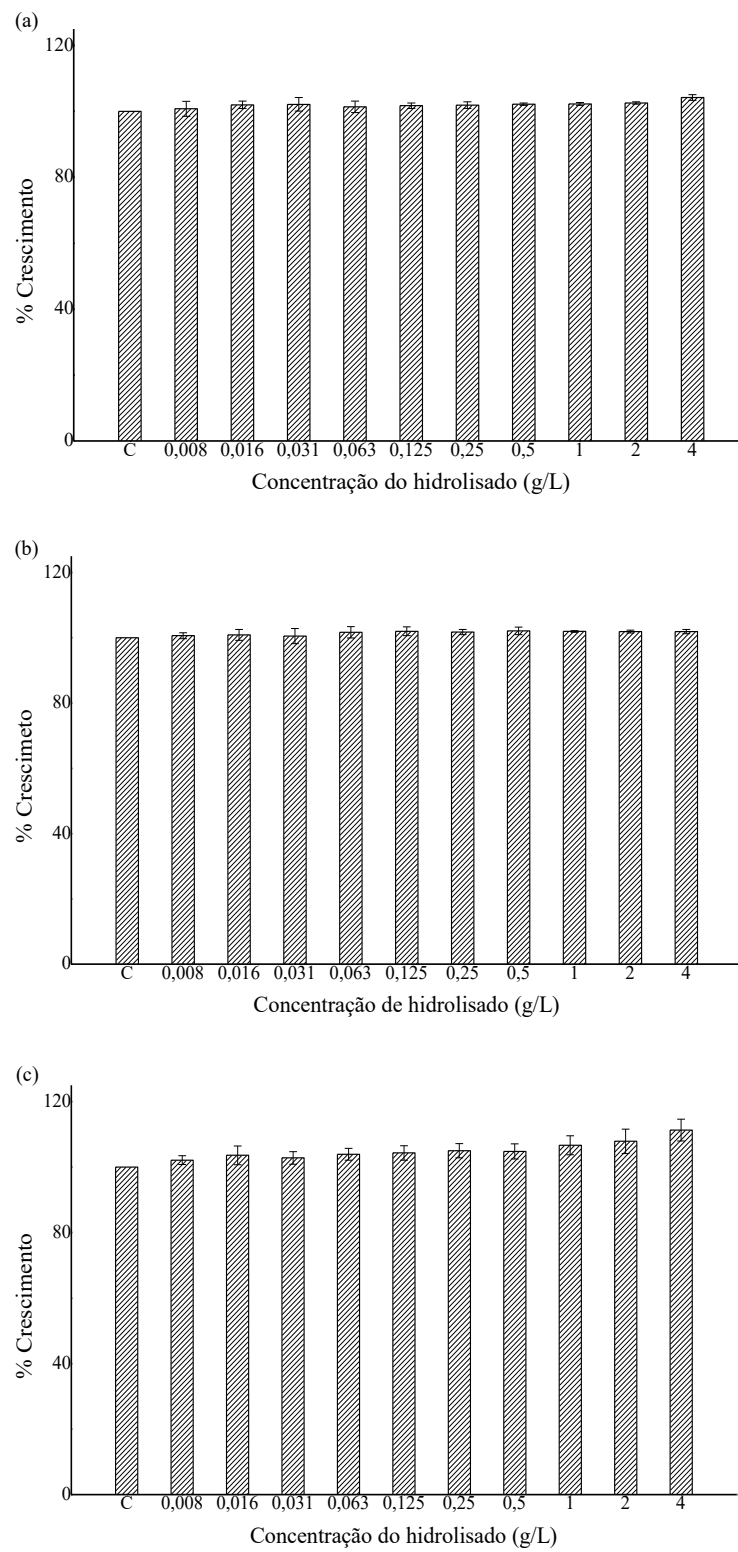 (a)
120
80
40
0
% Crescimento
C 0,008 0,016 0,031 0,063 0,125 0,25 0,5 1 2 4
Concentração do hidrolisado (g/L)
(b)
120
80
40
0
% Crescimeto
C 0,008 0,016 0,031 0,063 0,125 0,25 0,5 1 2 4
Concentração de hidrolisado (g/L)
(c)
120
80
40
0
% Crescimento
C 0,008 0,016 0,031 0,063 0,125 0,25 0,5 1 2 4
Concentração do hidrolisado (g/L)